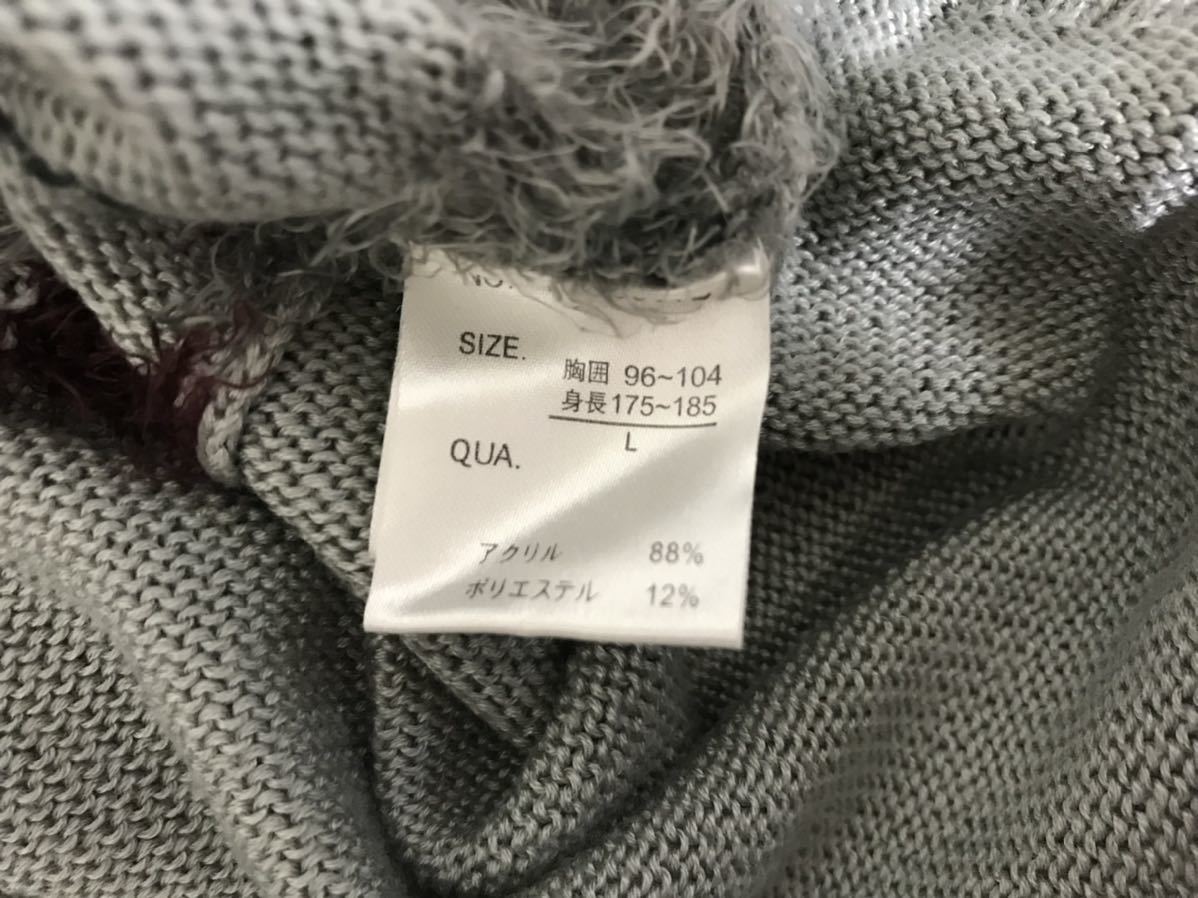 NO.
SIZE.
胸囲 96~104
身長175~185
L
QUA.
アクリル 88%
ポリエステル 12%